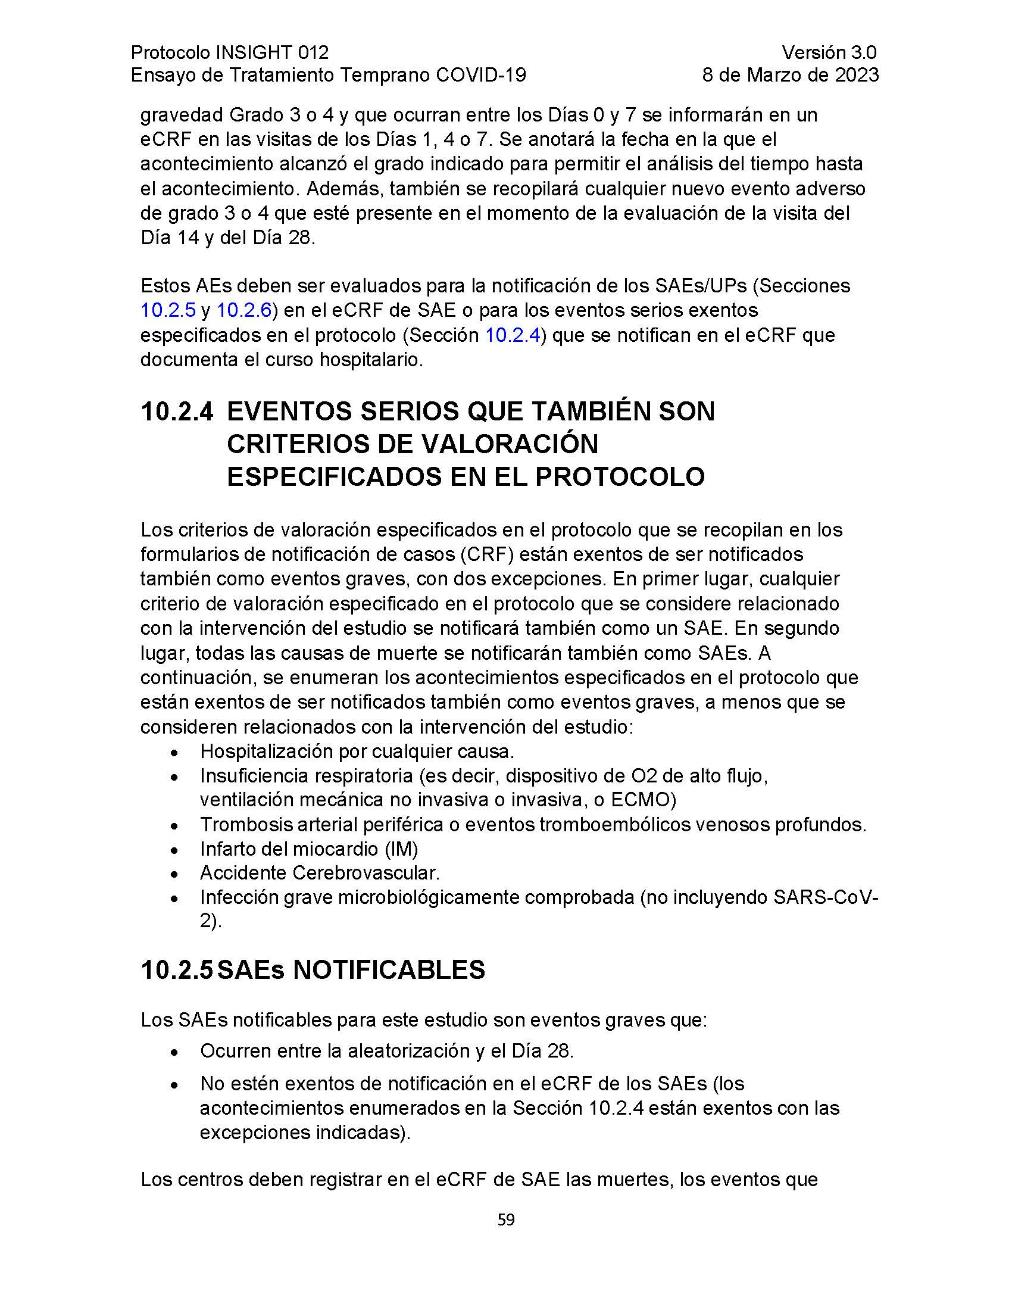 Protocolo INSIGHT 012 Versión 3.0
Ensayo de Tratamiento Temprano COVID-19 8 de Marzo de 2023
gravedad Grado 3 o 4 y que ocurran entre los Días 0 y 7 se informarán en un
eCRF en las visitas de los Días 1, 4 o 7. Se anotará la fecha en la que el
acontecimiento alcanzó el grado indicado para permitir el análisis del tiempo hasta
el acontecimiento. Además, también se recopilará cualquier nuevo evento adverso
de grado 3 o 4 que esté presente en el momento de la evaluación de la visita del
Día 14 y del Día 28.
Estos AEs deben ser evaluados para la notificación de los SAEs/UPs (Secciones
10.2.5 y 10.2.6) en el eCRF de SAE o para los eventos serios exentos
especificados en el protocolo (Sección 10.2.4) que se notifican en el eCRF que
documenta el curso hospitalario.
10.2.4 EVENTOS SERIOS QUE TAMBIÉN SON
CRITERIOS DE VALORACIÓN
ESPECIFICADOS EN EL PROTOCOLO
Los criterios de valoración especificados en el protocolo que se recopilan en los
formularios de notificación de casos (CRF) están exentos de ser notificados
también como eventos graves, con dos excepciones. En primer lugar, cualquier
criterio de valoración especificado en el protocolo que se considere relacionado
con la intervención del estudio se notificará también como un SAE. En segundo
lugar, todas las causas de muerte se notificarán también como SAEs. A
continuación, se enumeran los acontecimientos especificados en el protocolo que
están exentos de ser notificados también como eventos graves, a menos que se
consideren relacionados con la intervención del estudio:
• Hospitalización por cualquier causa.
• Insuficiencia respiratoria (es decir, dispositivo de O2 de alto flujo,
ventilación mecánica no invasiva o invasiva, o ECMO)
• Trombosis arterial periférica o eventos tromboembólicos venosos profundos.
• Infarto del miocardio (IM)
• Accidente Cerebrovascular.
• Infección grave microbiológicamente comprobada (no incluyendo SARS-CoV-
2).
10.2.5 SAEs NOTIFICABLES
Los SAEs notificables para este estudio son eventos graves que:
• Ocurren entre la aleatorización y el Día 28.
• No estén exentos de notificación en el eCRF de los SAEs (los
acontecimientos enumerados en la Sección 10.2.4 están exentos con las
excepciones indicadas).
Los centros deben registrar en el eCRF de SAE las muertes, los eventos que
59